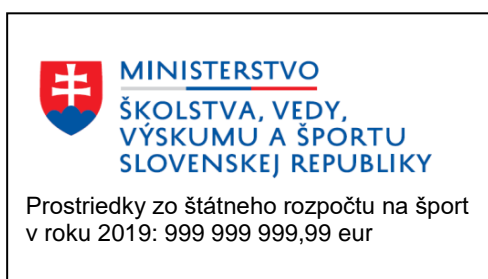 MINISTERSTVO
ŠKOLSTVA, VEDY,
VÝSKUMU A ŠPORTU
SLOVENSKEJ REPUBLIKY
Prostriedky zo štátneho rozpočtu na šport
v roku 2019: 999 999 999,99 eur